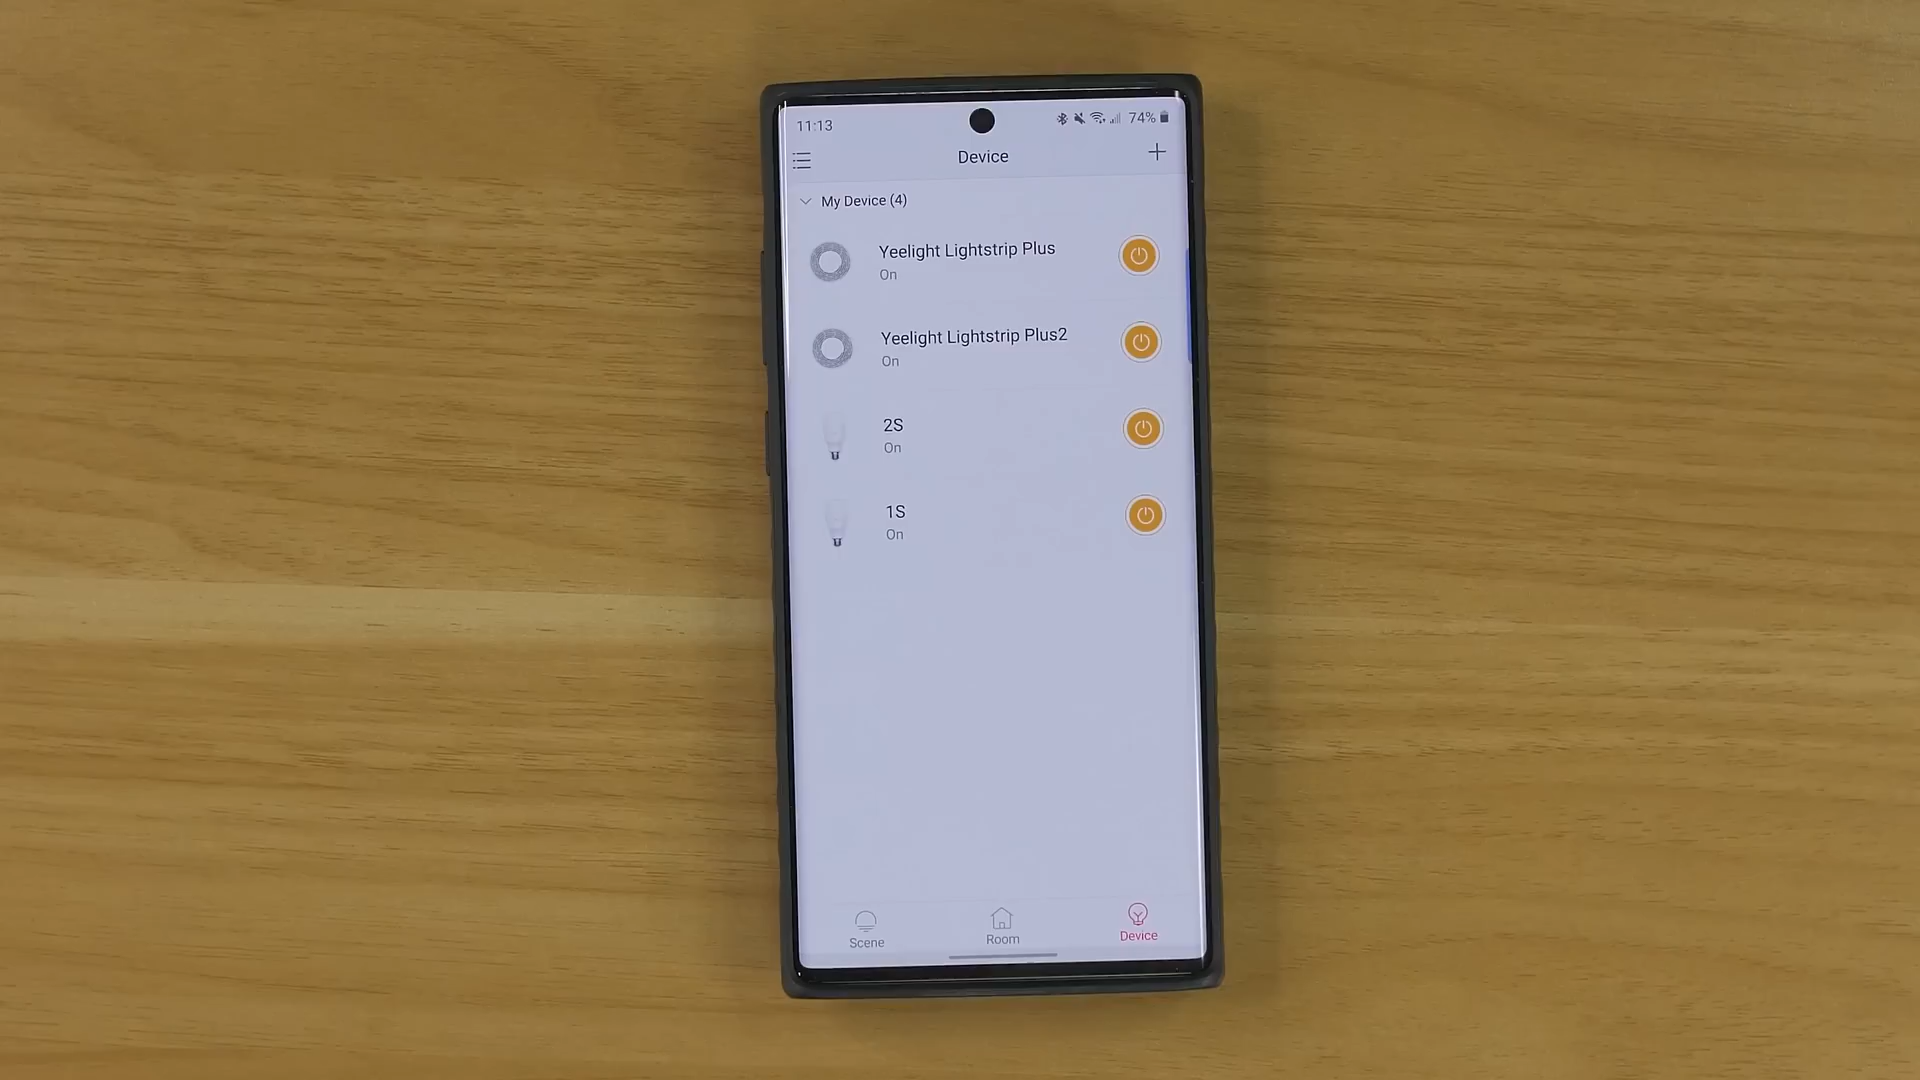 11:13
74%
Device
My Device (4)
Yeelight Lightstrip Plus
On
Yeelight Lightstrip Plus2
On
2S
On
1S
On
Scene
Room
Device